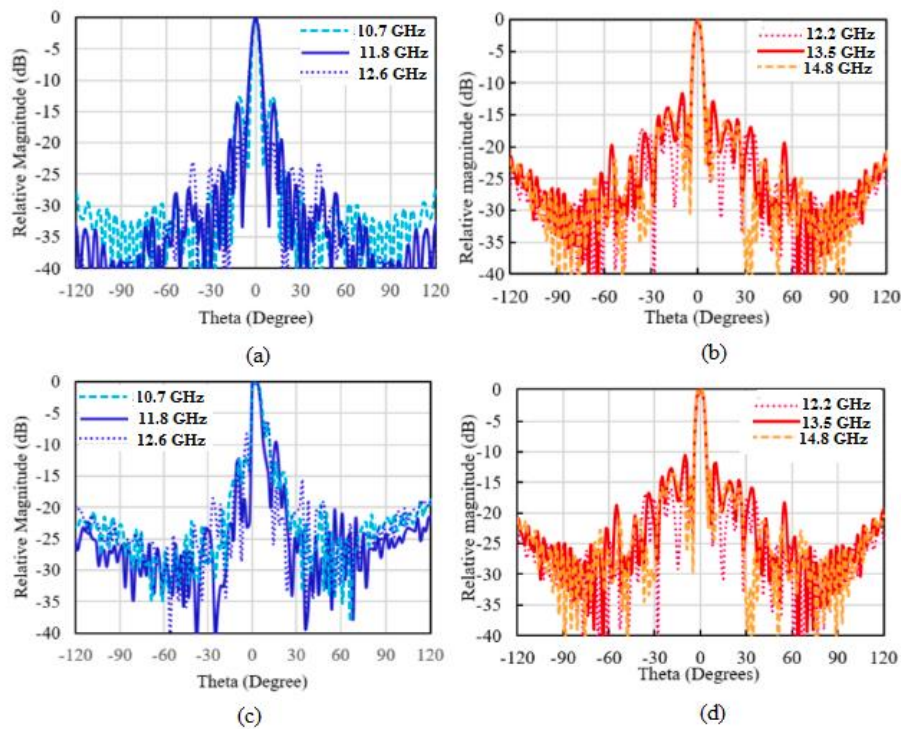 0
-5
-10
-15
-20
-25
-30
-35
-40
Relative Magnitude (dB)
10.7 GHz
11.8 GHz
12.6 GHz
-120 -90 -60 -30 0 30 60 90 120
Theta (Degree)
(a)
0
-5
-10
-15
-20
-25
-30
-35
-40
Relative magnitude (dB)
12.2 GHz
13.5 GHz
14.8 GHz
-120 -90 -60 -30 0 30 60 90 120
Theta (Degrees)
(b)
0
-5
-10
-15
-20
-25
-30
-35
-40
Relative Magnitude (dB)
10.7 GHz
11.8 GHz
12.6 GHz
-120 -90 -60 -30 0 30 60 90 120
Theta (Degree)
(c)
0
-5
-10
-15
-20
-25
-30
-35
-40
Relative magnitude (dB)
12.2 GHz
13.5 GHz
14.8 GHz
-120 -90 -60 -30 0 30 60 90 120
Theta (Degrees)
(d)